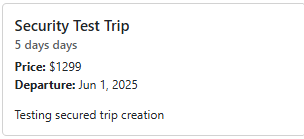 Security Test Trip
5 days days
Price: $1299
Departure: Jun 1, 2025
Testing secured trip creation